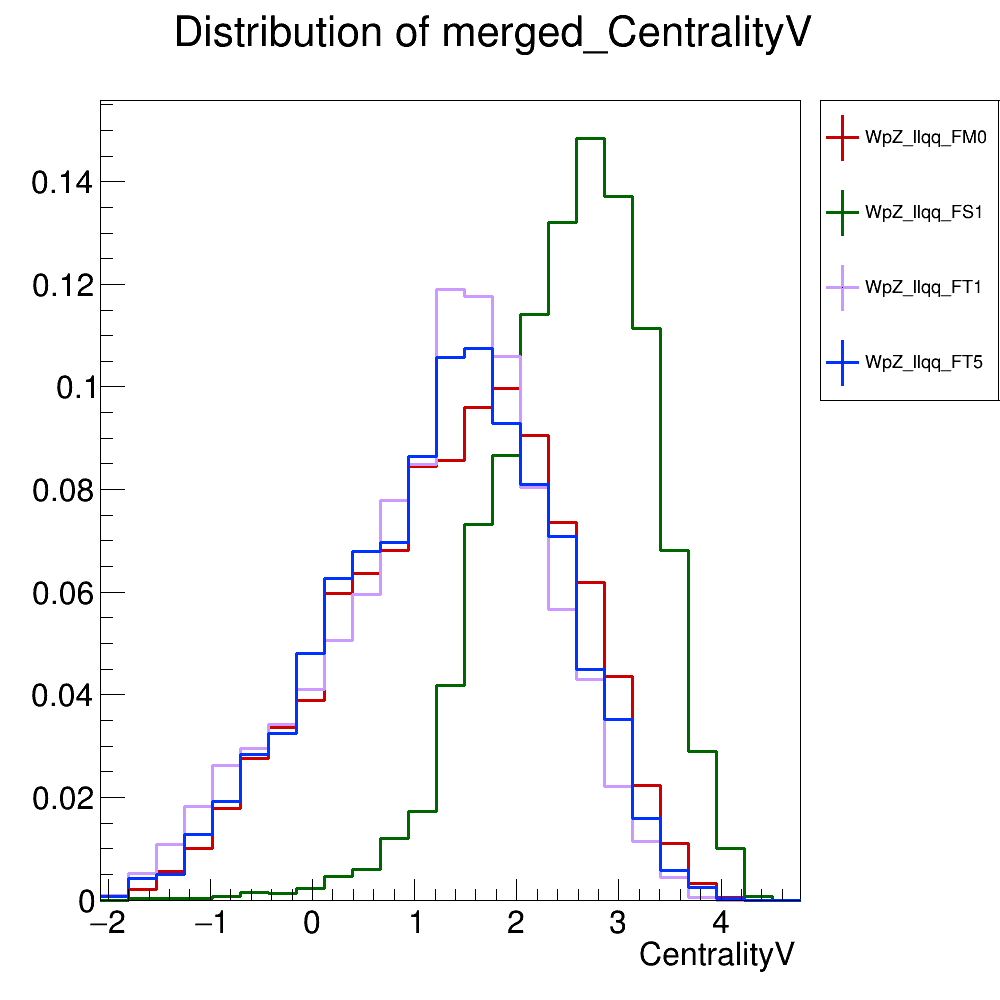 Distribution of merged_CentralityV
WpZ_llqq_FM0
WpZ_llqq_FS1
WpZ_llqq_FT1
WpZ_llqq_FT5
0.14
0.12
0.1
0.08
0.06
0.04
0.02
0
−2 −1 0 1 2 3 4
CentralityV